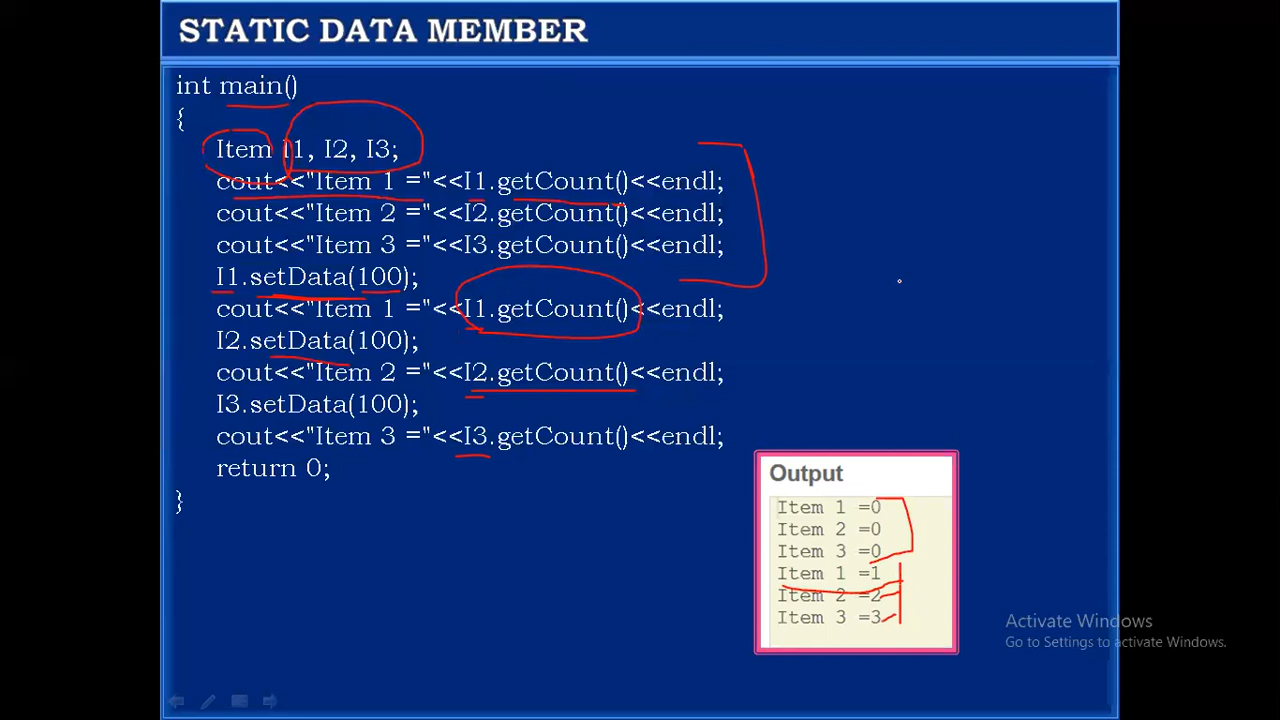 STATIC DATA MEMBER
int main()
{
Item I1, I2, I3;
cout<<"Item 1 ="<<I1.getCount()<<endl;
cout<<"Item 2 ="<<I2.getCount()<<endl;
cout<<"Item 3 ="<<I3.getCount()<<endl;
I1.setData(100);
cout<<"Item 1 ="<<I1.getCount()<<endl;
I2.setData(100);
cout<<"Item 2 ="<<I2.getCount()<<endl;
I3.setData(100);
cout<<"Item 3 ="<<I3.getCount()<<endl;
return 0;
}
Output
Item 1 =0
Item 2 =0
Item 3 =0
Item 1 =1
Item 2 =2
Item 3 =3
Activate Windows
Go to Settings to activate Windows.